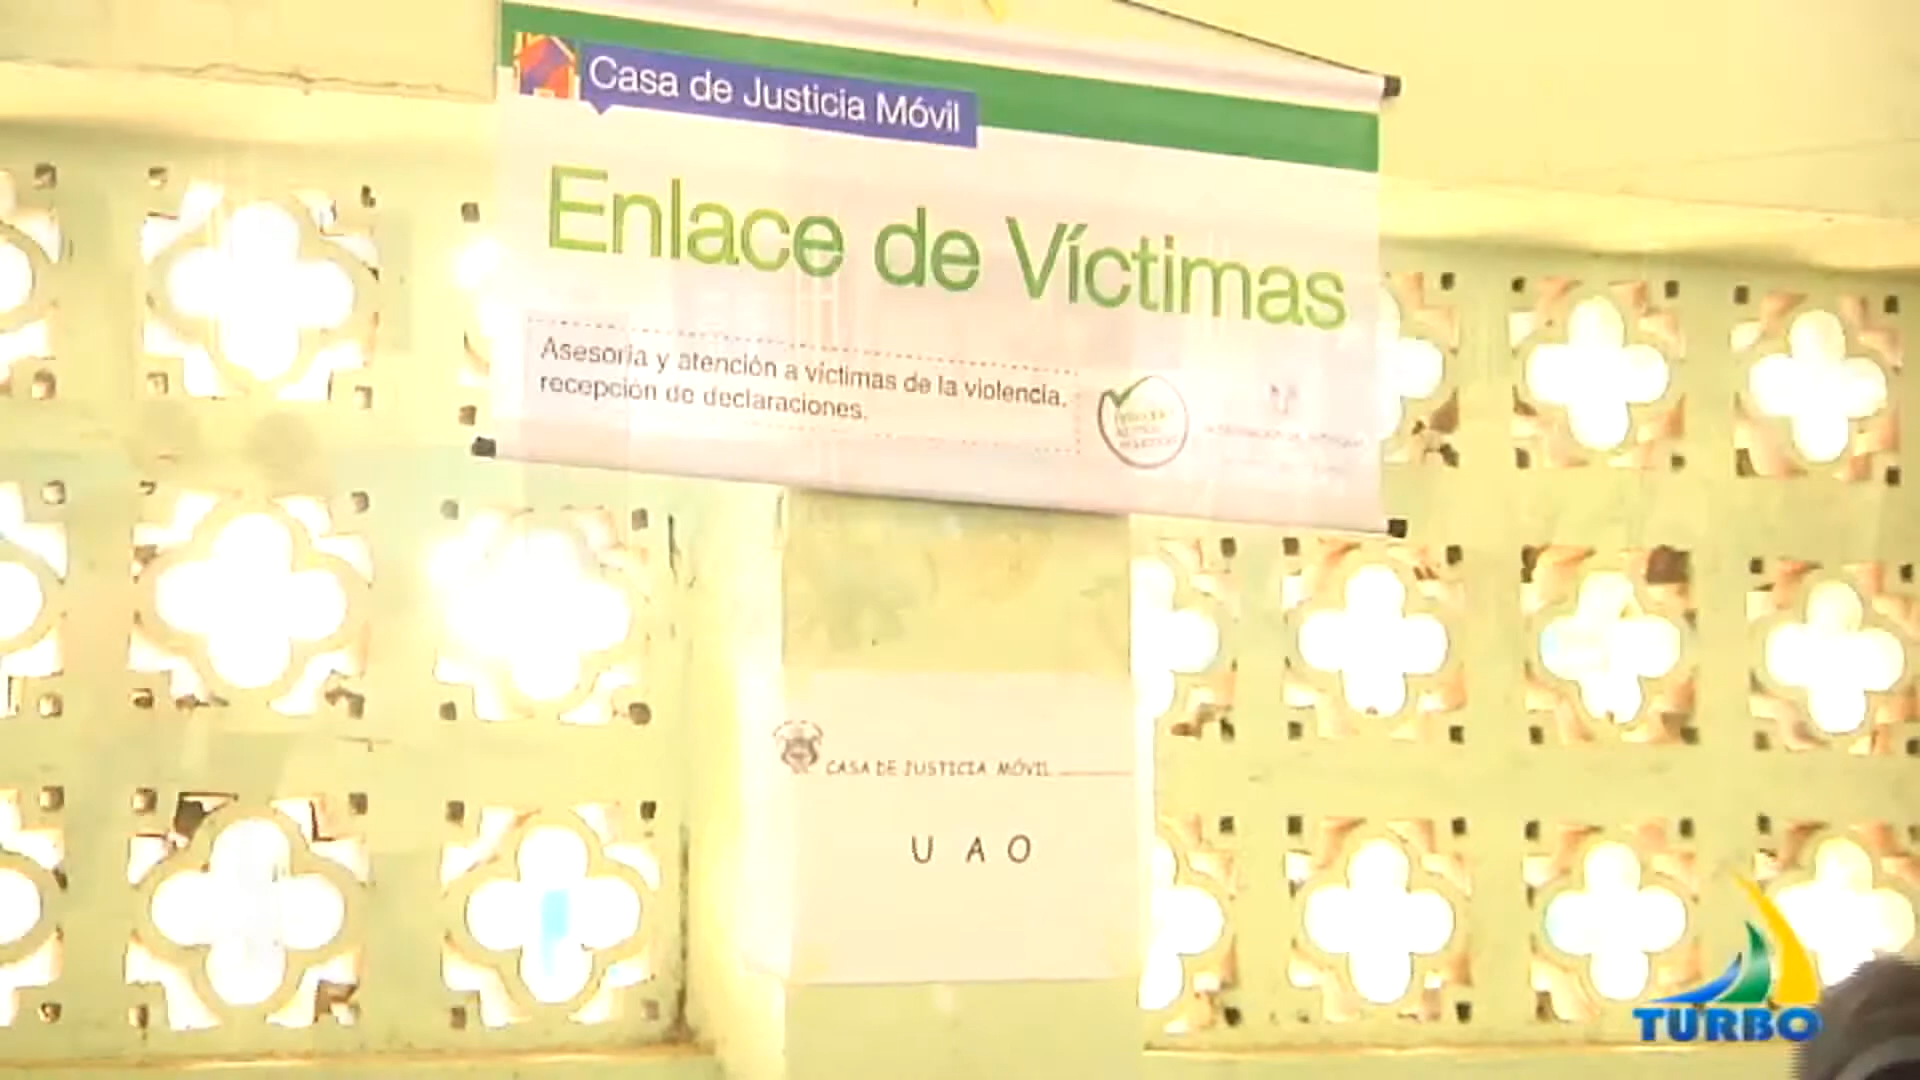 Casa de Justicia Móvil
Enlace de Víctimas
Asesoria y atención a víctimas de la violencia,
recepción de declaraciones.
CASA DE JUSTICIA MÓVIL
U A O
TURBO